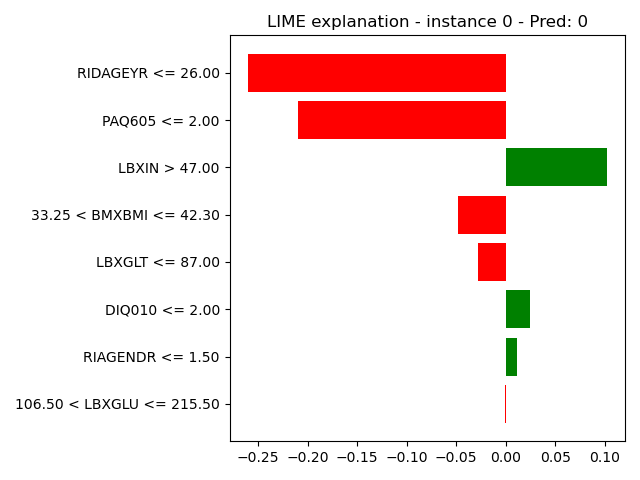 LIME explanation - instance 0 - Pred: 0
RIDAGEYR <= 26.00
PAQ605 <= 2.00
LBXIN > 47.00
33.25 < BMXBMI <= 42.30
LBXGLT <= 87.00
DIQ010 <= 2.00
RIAGENDR <= 1.50
106.50 < LBXGLU <= 215.50
−0.25 −0.20 −0.15 −0.10 −0.05 0.00 0.05 0.10